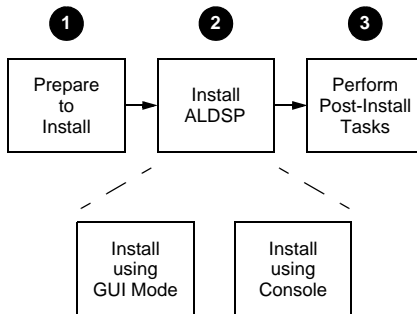 1 2 3
Prepare
to
Install
Install
ALDSP
Perform
Post-Install
Tasks
Install
using
GUI Mode
Install
using
Console